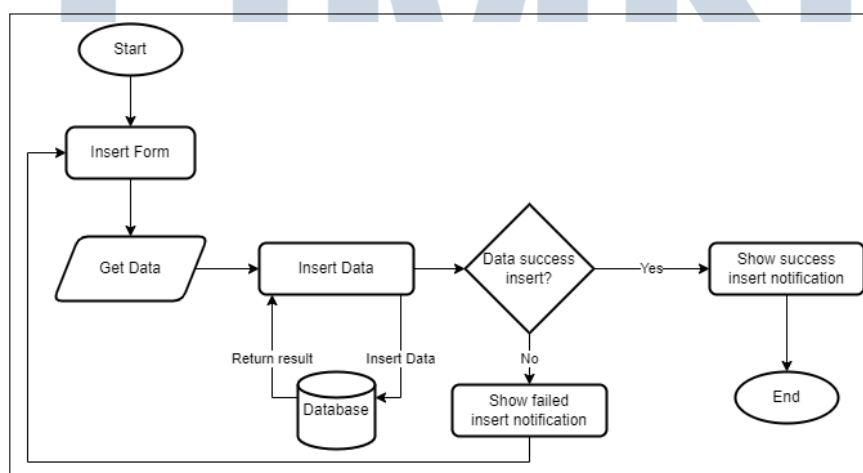 Start
Insert Form
Get Data
Insert Data
Data success
insert?
Yes
Show success
insert notification
Return result
Insert Data
No
Database
Show failed
insert notification
End